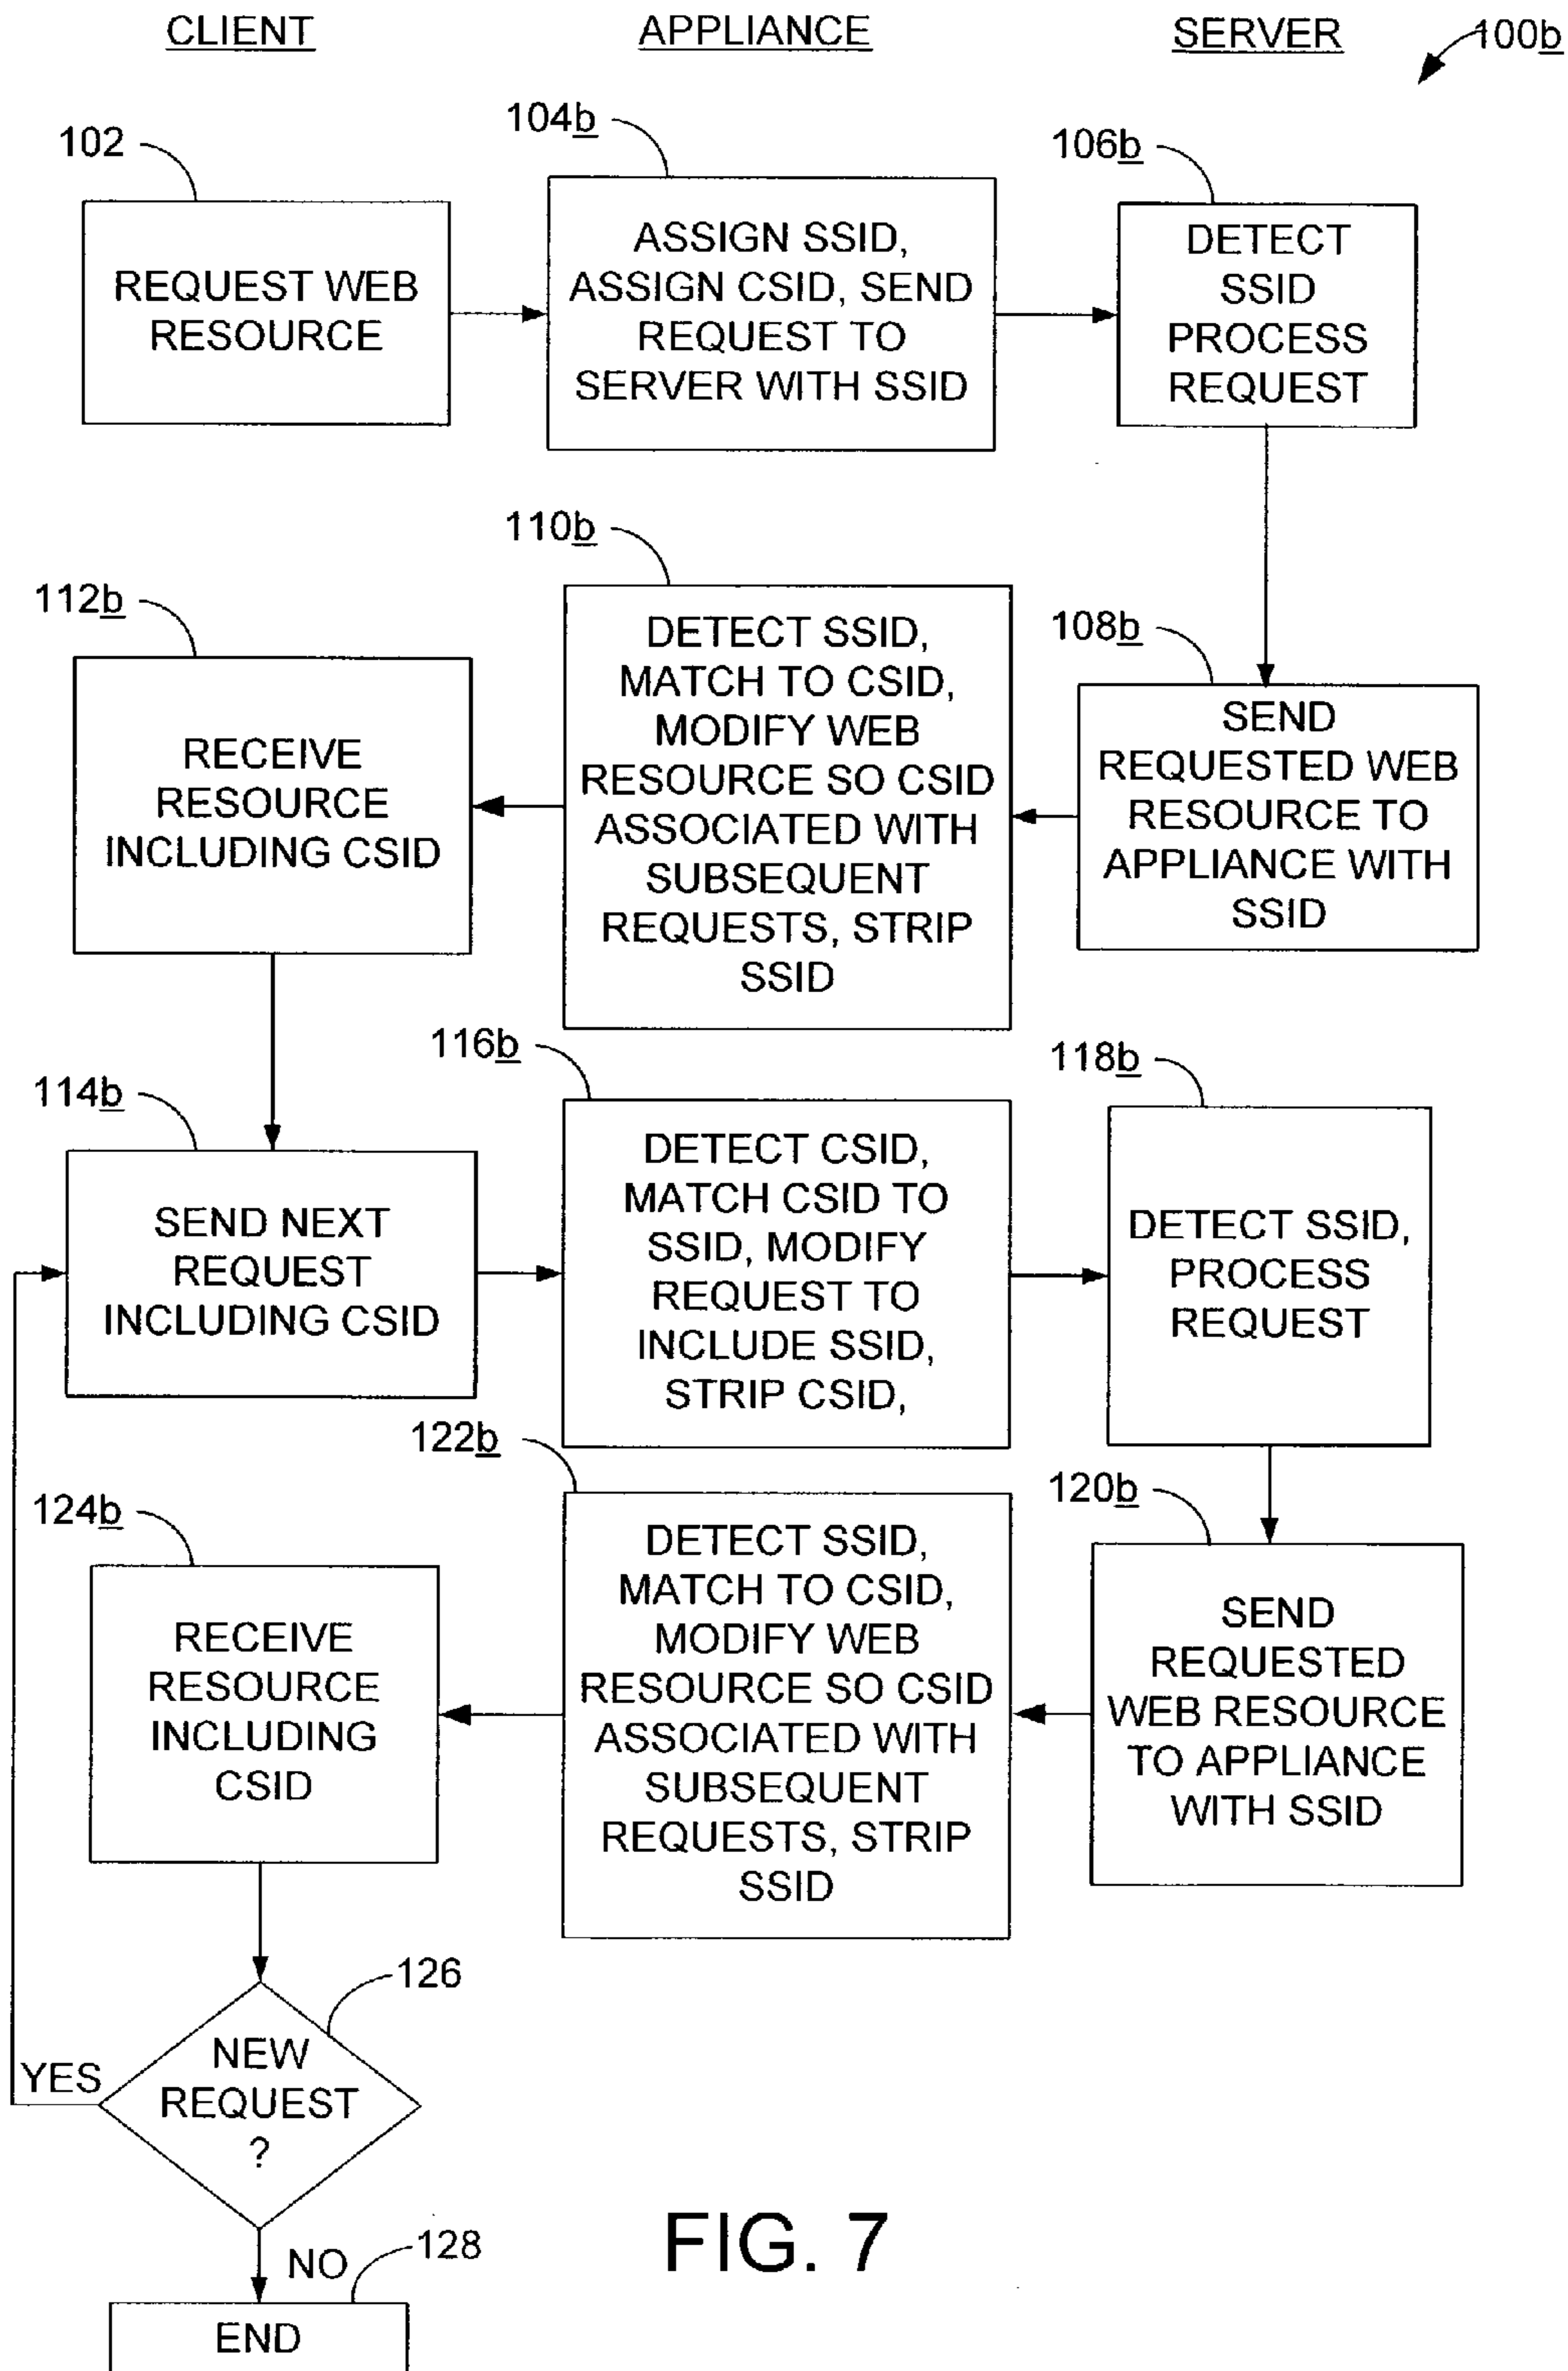 CLIENT
APPLIANCE
SERVER
100b
102
REQUEST WEB
RESOURCE
104b
ASSIGN SSID,
ASSIGN CSID, SEND
REQUEST TO
SERVER WITH SSID
106b
DETECT
SSID
PROCESS
REQUEST
108b
SEND
REQUESTED WEB
RESOURCE TO
APPLIANCE WITH
SSID
110b
DETECT SSID,
MATCH TO CSID,
MODIFY WEB
RESOURCE SO CSID
ASSOCIATED WITH
SUBSEQUENT
REQUESTS, STRIP
SSID
112b
RECEIVE
RESOURCE
INCLUDING CSID
114b
SEND NEXT
REQUEST
INCLUDING CSID
116b
DETECT CSID,
MATCH CSID TO
SSID, MODIFY
REQUEST TO
INCLUDE SSID,
STRIP CSID,
118b
DETECT SSID,
PROCESS
REQUEST
120b
SEND
REQUESTED
WEB RESOURCE
TO APPLIANCE
WITH SSID
122b
DETECT SSID,
MATCH TO CSID,
MODIFY WEB
RESOURCE SO CSID
ASSOCIATED WITH
SUBSEQUENT
REQUESTS, STRIP
SSID
124b
RECEIVE
RESOURCE
INCLUDING
CSID
126
NEW
REQUEST
?
YES
NO
128
END
FIG. 7